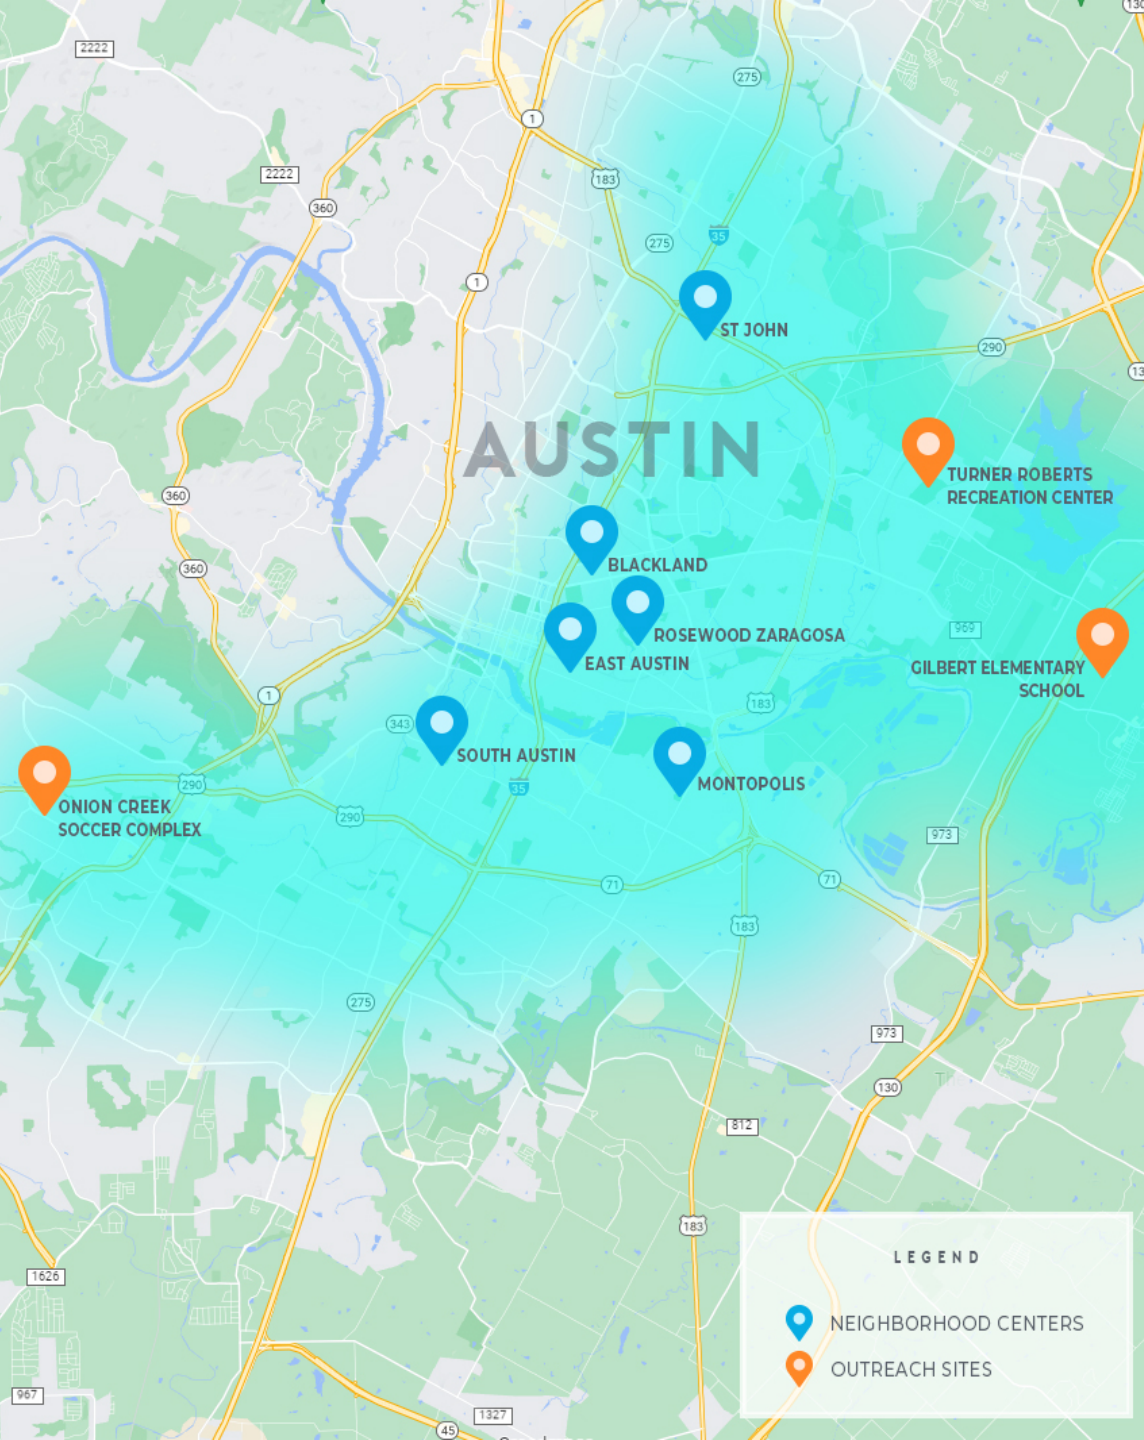 130
2222
275
1
2222
183
360
35
275
1
ST JOHN
290
13
AUSTIN
TURNER ROBERTS
RECREATION CENTER
360
BLACKLAND
360
969
ROSEWOOD ZARAGOSA
EAST AUSTIN
GILBERT ELEMENTARY
SCHOOL
1
183
343
SOUTH AUSTIN
MONTOPOLIS
290
35
ONION CREEK
SOCCER COMPLEX
290
973
71
71
183
275
973
130
812
183
LEGEND
1626
NEIGHBORHOOD CENTERS
OUTREACH SITES
967
1327
45